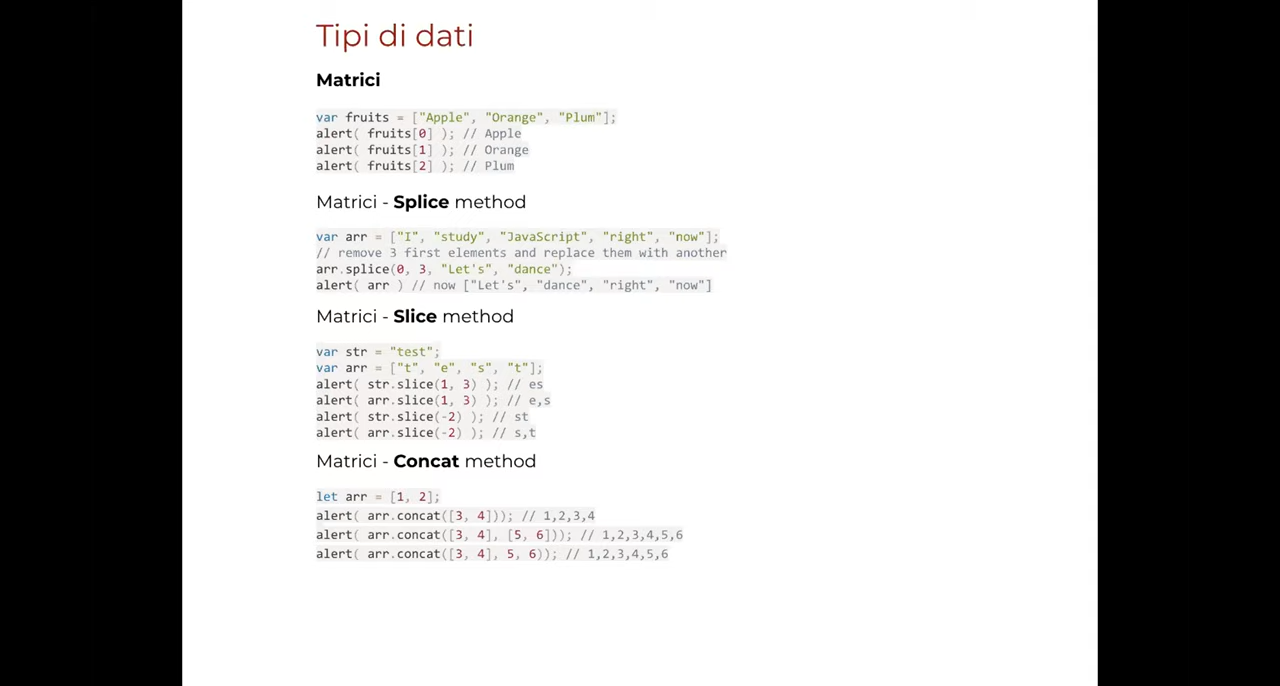 Tipi di dati
Matrici
var fruits = ["Apple", "Orange", "Plum"];
alert( fruits[0] ); // Apple
alert( fruits[1] ); // Orange
alert( fruits[2] ); // Plum
Matrici - Splice method
var arr = ["I", "study", "JavaScript", "right", "now"];
// remove 3 first elements and replace them with another
arr.splice(0, 3, "Let's", "dance");
alert( arr ) // now ["Let's", "dance", "right", "now"]
Matrici - Slice method
var str = "test";
var arr = ["t", "e", "s", "t"];
alert( str.slice(1, 3) ); // es
alert( arr.slice(1, 3) ); // e,s
alert( str.slice(-2) ); // st
alert( arr.slice(-2) ); // s,t
Matrici - Concat method
let arr = [1, 2];
alert( arr.concat([3, 4])); // 1,2,3,4
alert( arr.concat([3, 4], [5, 6])); // 1,2,3,4,5,6
alert( arr.concat([3, 4], 5, 6)); // 1,2,3,4,5,6